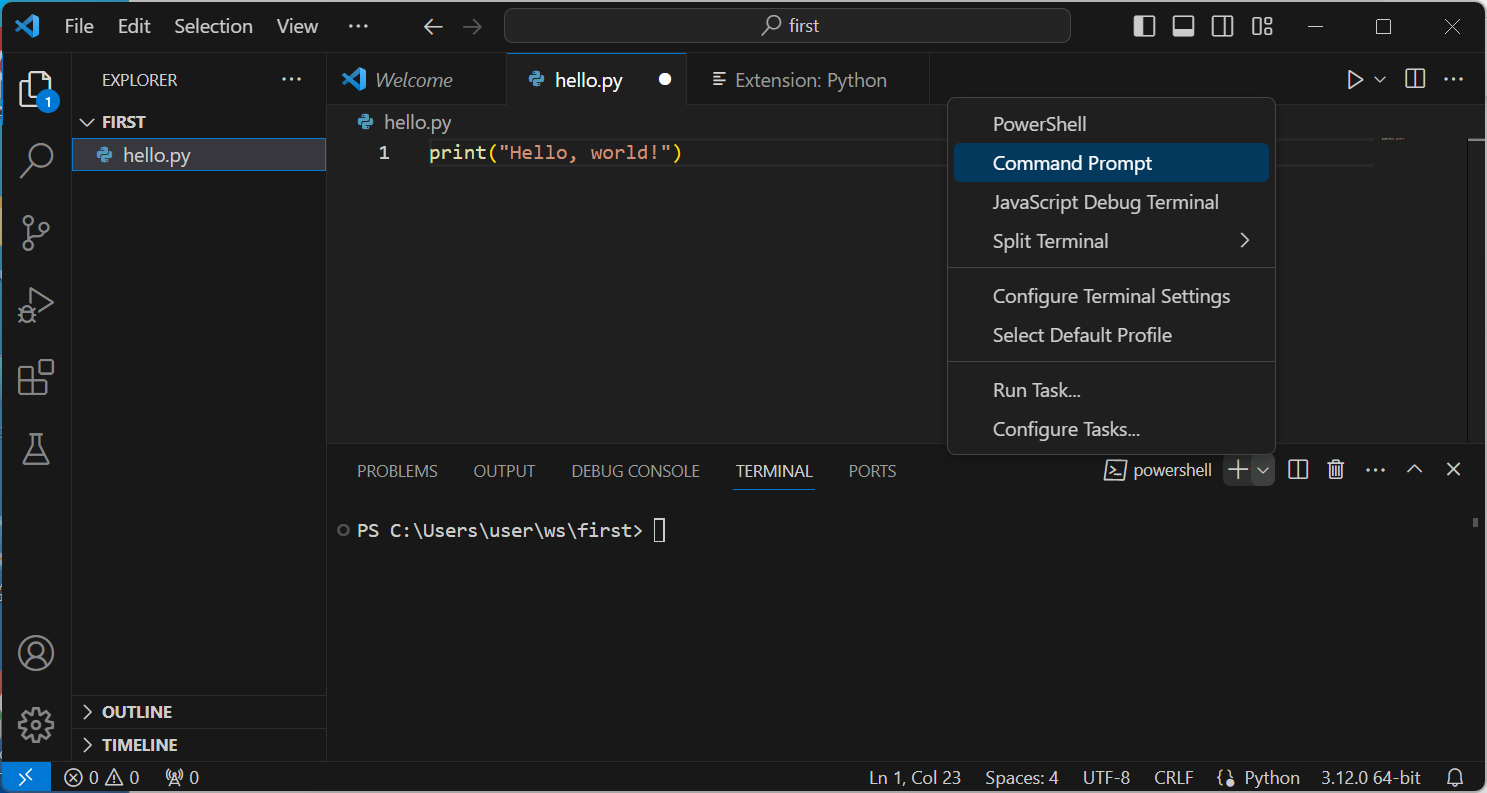 File Edit Selection View ··· first
EXPLORER ···
Welcome hello.py Extension: Python ···
FIRST
hello.py
hello.py
1 print("Hello, world!")
PowerShell
Command Prompt
JavaScript Debug Terminal
Split Terminal
Configure Terminal Settings
Select Default Profile
Run Task...
Configure Tasks...
PROBLEMS OUTPUT DEBUG CONSOLE TERMINAL PORTS powershell ···
PS C:\Users\user\ws\first>
1
OUTLINE
TIMELINE
0 0 0 Ln 1, Col 23 Spaces: 4 UTF-8 CRLF {} Python 3.12.0 64-bit